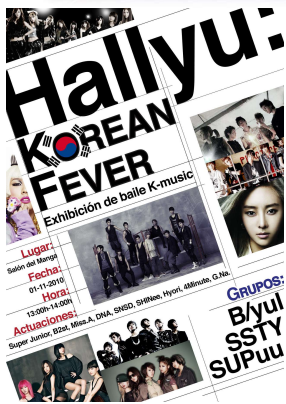 Hallyu:
KOREAN
FEVER
Exhibición de baile K-music
Lugar:
Salón del Manga
Fecha:
01-11-2010
Hora:
13:00h-14:00h
Actuaciones:
Super Junior, B2st, Miss.A, DNA, SNSD, SHINee, Hyori, 4Minute, G.Na.
GRUPOS:
B/yul
SSTY
SUPuu